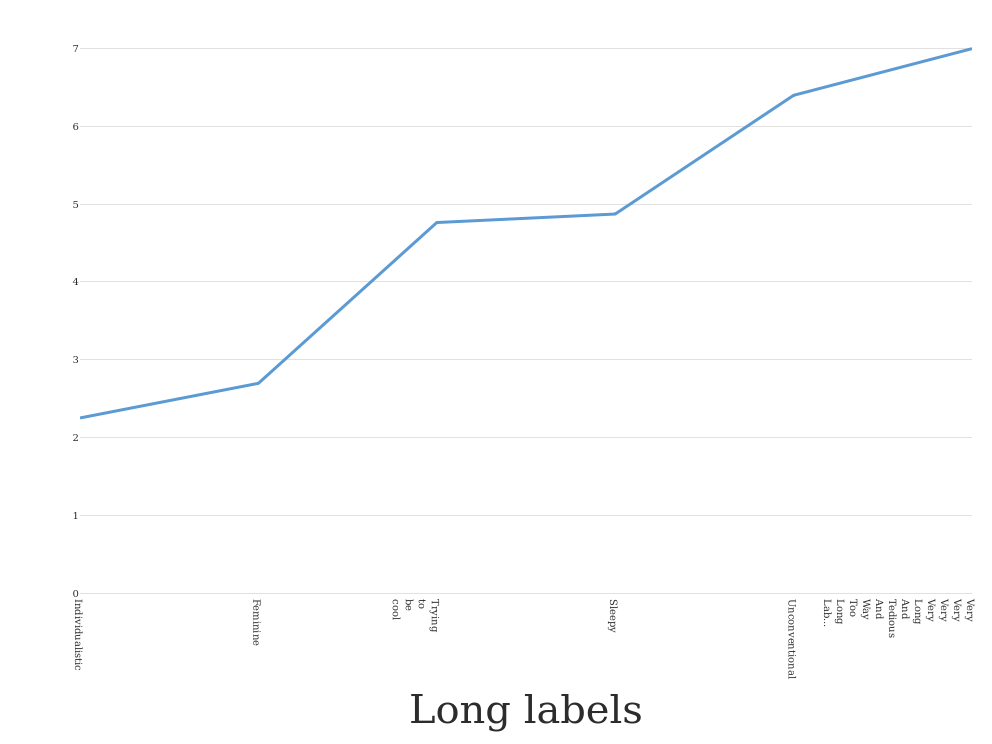 7
6
5
4
3
2
1
0
Individualistic
Feminine
Trying
to
be
cool
Sleepy
Unconventional
Very
Very
Very
Very
Long
And
Tedious
And
Way
Too
Long
Lab...
Long labels